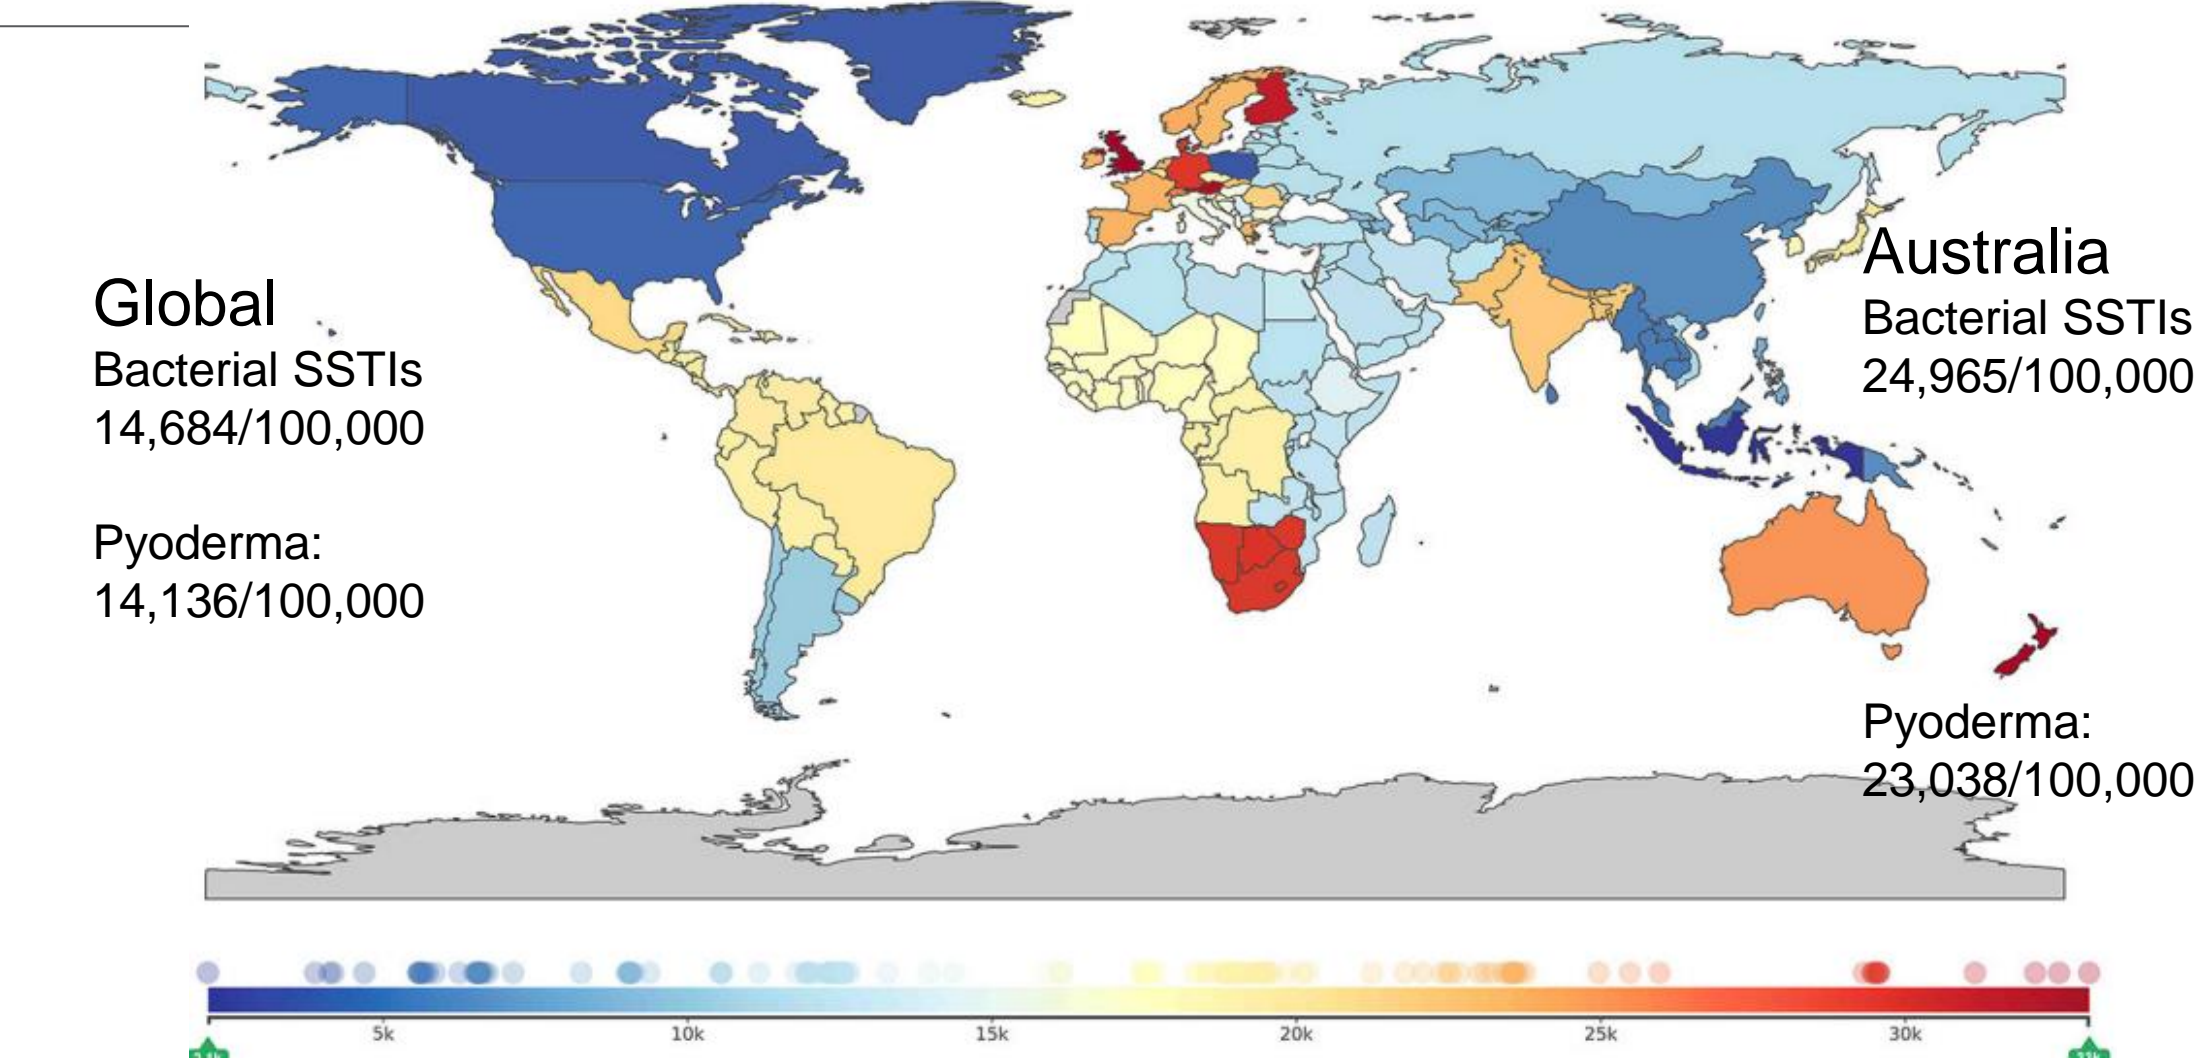 Global
Bacterial SSTIs
14,684/100,000
Pyoderma:
14,136/100,000
Australia
Bacterial SSTIs
24,965/100,000
Pyoderma:
23,038/100,000
5k
10k
15k
20k
25k
30k